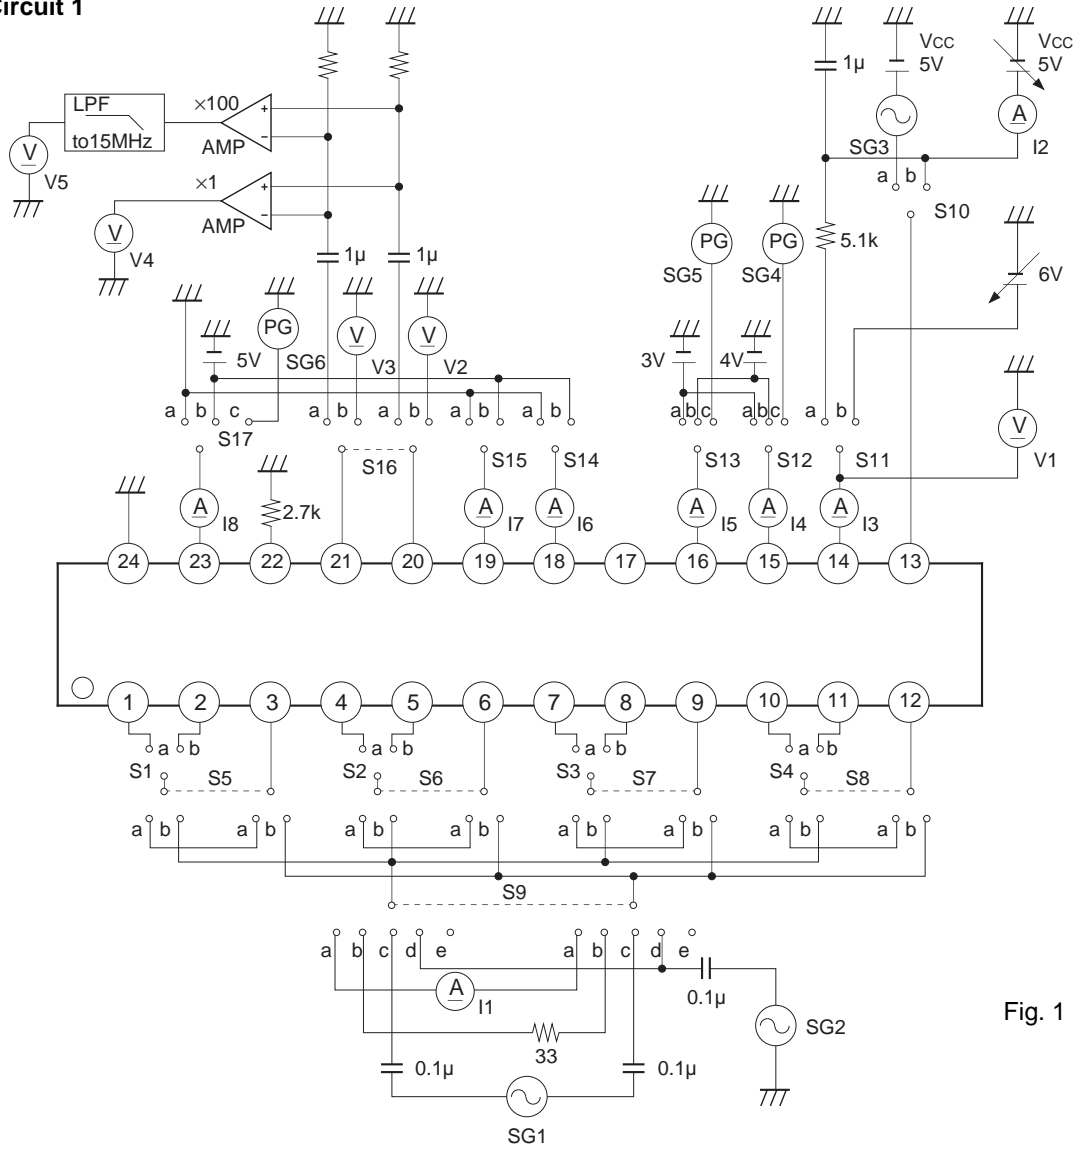 Circuit 1
VCC VCC
1µ 5V 5V
LPF ×100
to15MHz AMP A
V SG3 I2
V5 ×1 a b
AMP S10
V PG PG 5.1k
V4 1µ 1µ SG5 SG4
6V
PG V V 3V 4V
5V SG6 V3 V2
a b c a b a b a b a b a b c a b c a b V
S17 S16 S15 S14 S13 S12 S11 V1
A 2.7k A A A A A
I8 I7 I6 I5 I4 I3
24 23 22 21 20 19 18 17 16 15 14 13
1 2 3 4 5 6 7 8 9 10 11 12
a b a b a b a b
S1 S5 S2 S6 S3 S7 S4 S8
a b a b a b a b a b a b a b a b
S9
a b c d e a b c d e
A I1 0.1µ
SG2 Fig. 1
33
0.1µ 0.1µ
SG1